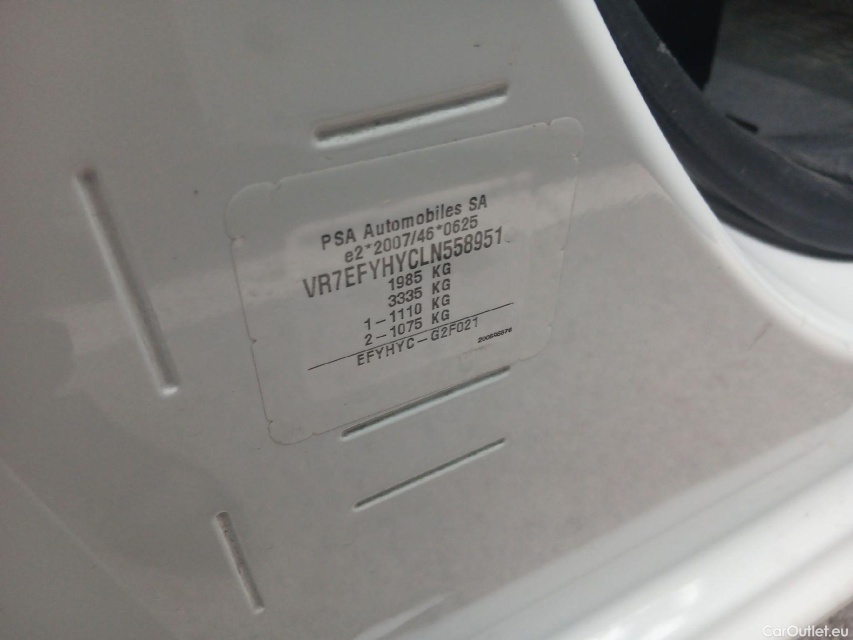 PSA Automobiles SA
e2*2007/46*0625
VR7EFYHYCLN558951
1985 KG
3335 KG
1-1110 KG
2-1075 KG
EFYHYC-G2F021
CarOutlet.eu